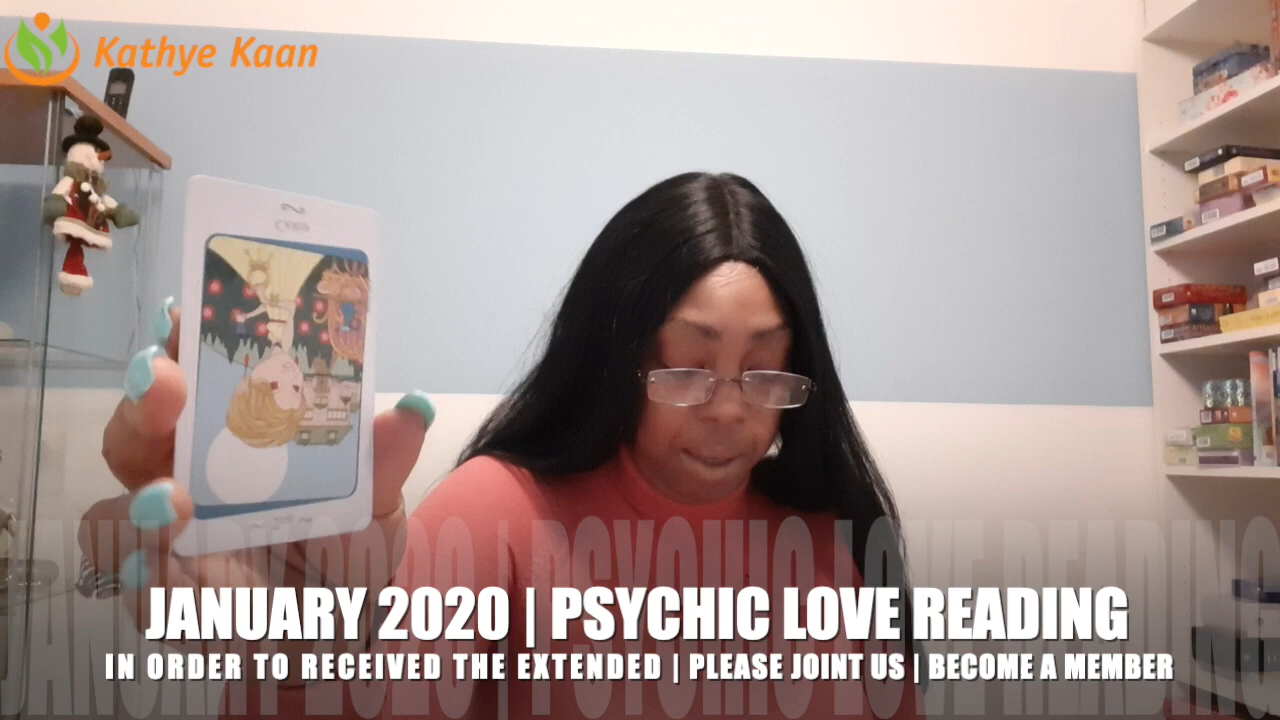 Kathye Kaan
JANUARY 2020 | PSYCHIC LOVE READING
IN ORDER TO RECEIVED THE EXTENDED | PLEASE JOINT US | BECOME A MEMBER